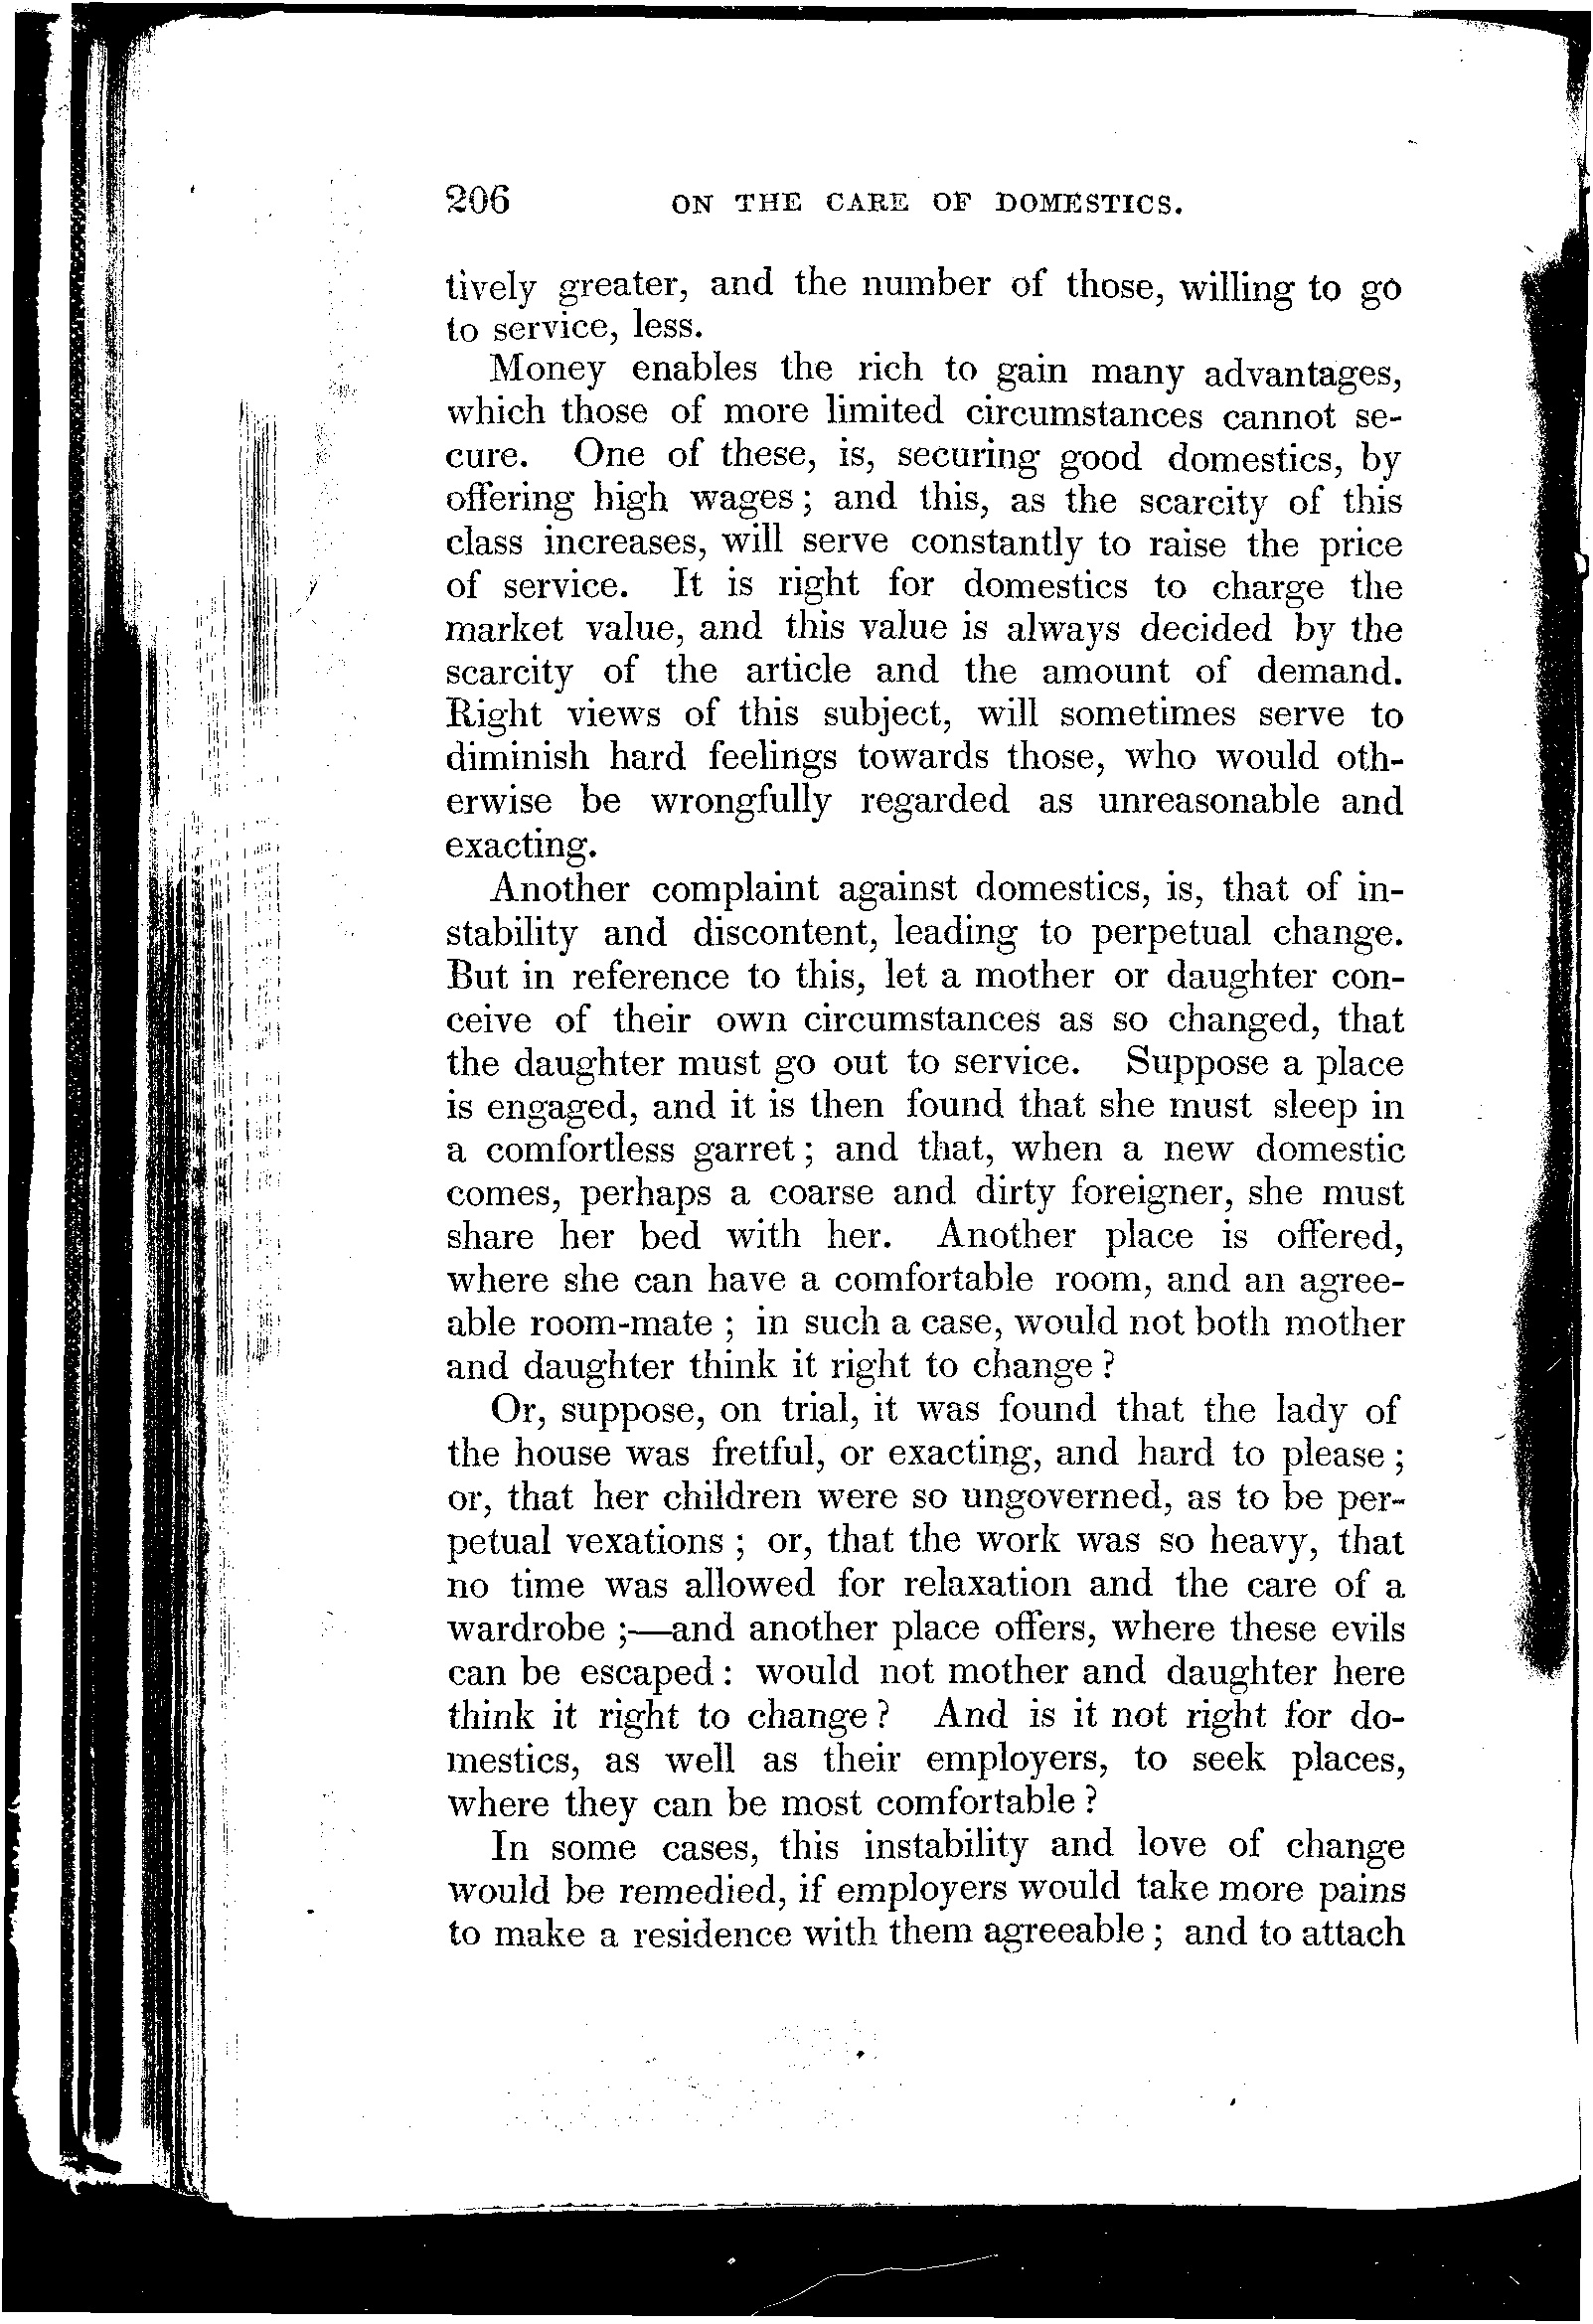 206 ON THE CARE OF DOMESTICS.
tively greater, and the number of those, willing to go
to service, less.
Money enables the rich to gain many advantages,
which those of more limited circumstances cannot se-
cure. One of these, is, securing good domestics, by
offering high wages; and this, as the scarcity of this
class increases, will serve constantly to raise the price
of service. It is right for domestics to charge the
market value, and this value is always decided by the
scarcity of the article and the amount of demand.
Right views of this subject, will sometimes serve to
diminish hard feelings towards those, who would oth-
erwise be wrongfully regarded as unreasonable and
exacting.
Another complaint against domestics, is, that of in-
stability and discontent, leading to perpetual change.
But in reference to this, let a mother or daughter con-
ceive of their own circumstances as so changed, that
the daughter must go out to service. Suppose a place
is engaged, and it is then found that she must sleep in
a comfortless garret; and that, when a new domestic
comes, perhaps a coarse and dirty foreigner, she must
share her bed with her. Another place is offered,
where she can have a comfortable room, and an agree-
able room-mate; in such a case, would not both mother
and daughter think it right to change?
Or, suppose, on trial, it was found that the lady of
the house was fretful, or exacting, and hard to please;
or, that her children were so ungoverned, as to be per-
petual vexations; or, that the work was so heavy, that
no time was allowed for relaxation and the care of a
wardrobe;—and another place offers, where these evils
can be escaped: would not mother and daughter here
think it right to change? And is it not right for do-
mestics, as well as their employers, to seek places,
where they can be most comfortable?
In some cases, this instability and love of change
would be remedied, if employers would take more pains
to make a residence with them agreeable; and to attach